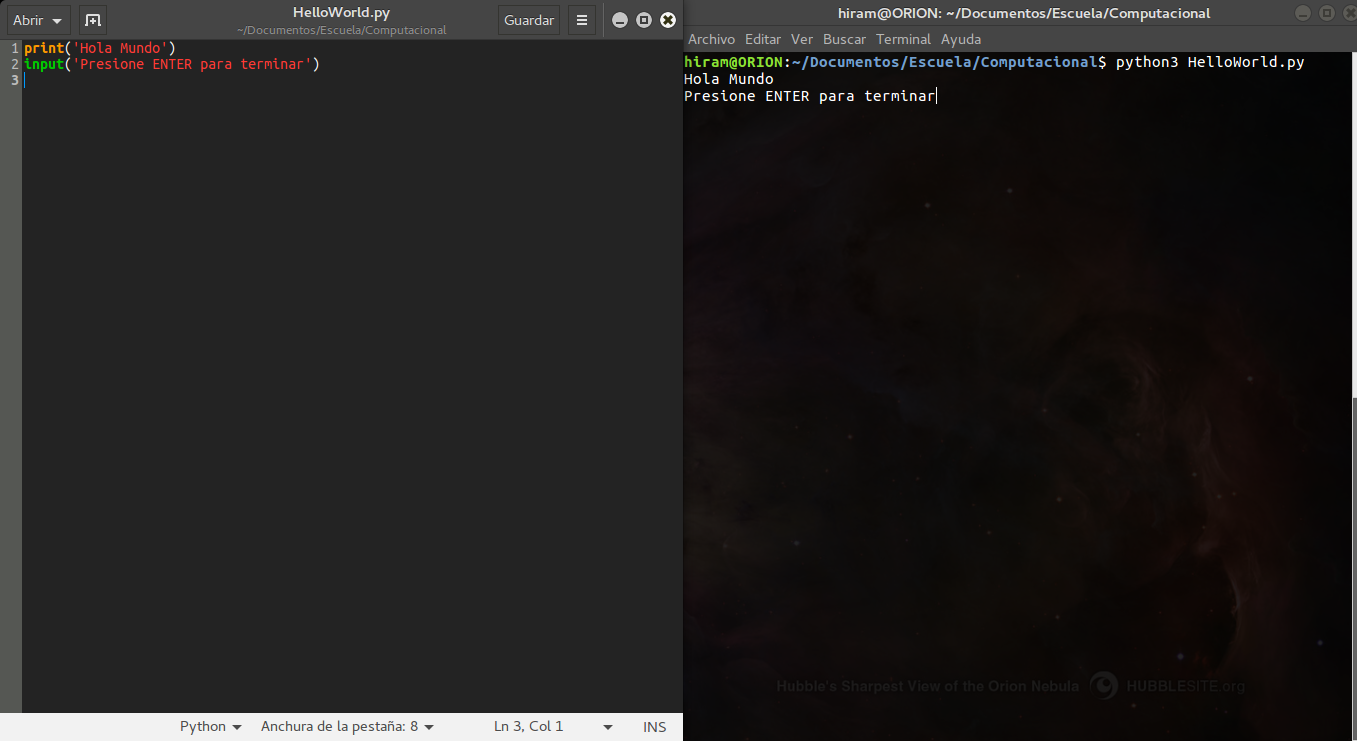 Abrir
HelloWorld.py
~/Documentos/Escuela/Computacional
Guardar
1 print('Hola Mundo')
2 input('Presione ENTER para terminar')
3
Python
Anchura de la pestaña: 8
Ln 3, Col 1
INS
hiram@ORION: ~/Documentos/Escuela/Computacional
Archivo Editar Ver Buscar Terminal Ayuda
hiram@ORION:~/Documentos/Escuela/Computacional$ python3 HelloWorld.py
Hola Mundo
Presione ENTER para terminar
Hubble's Sharpest View of the Orion Nebula HUBBLESITE.org